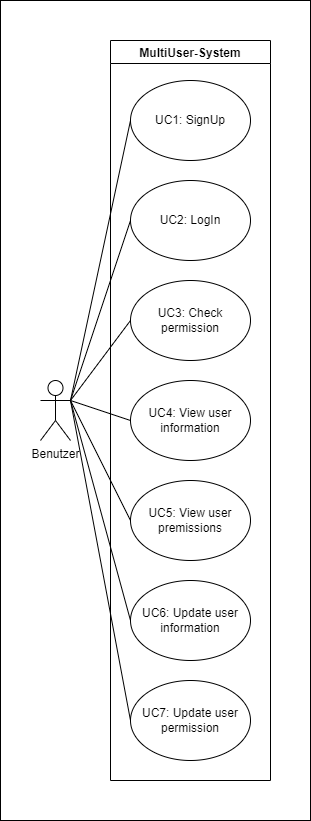 MultiUser-System
UC1: SignUp
UC2: LogIn
UC3: Check
permission
UC4: View user
information
Benutzer
UC5: View user
premissions
UC6: Update user
information
UC7: Update user
permission